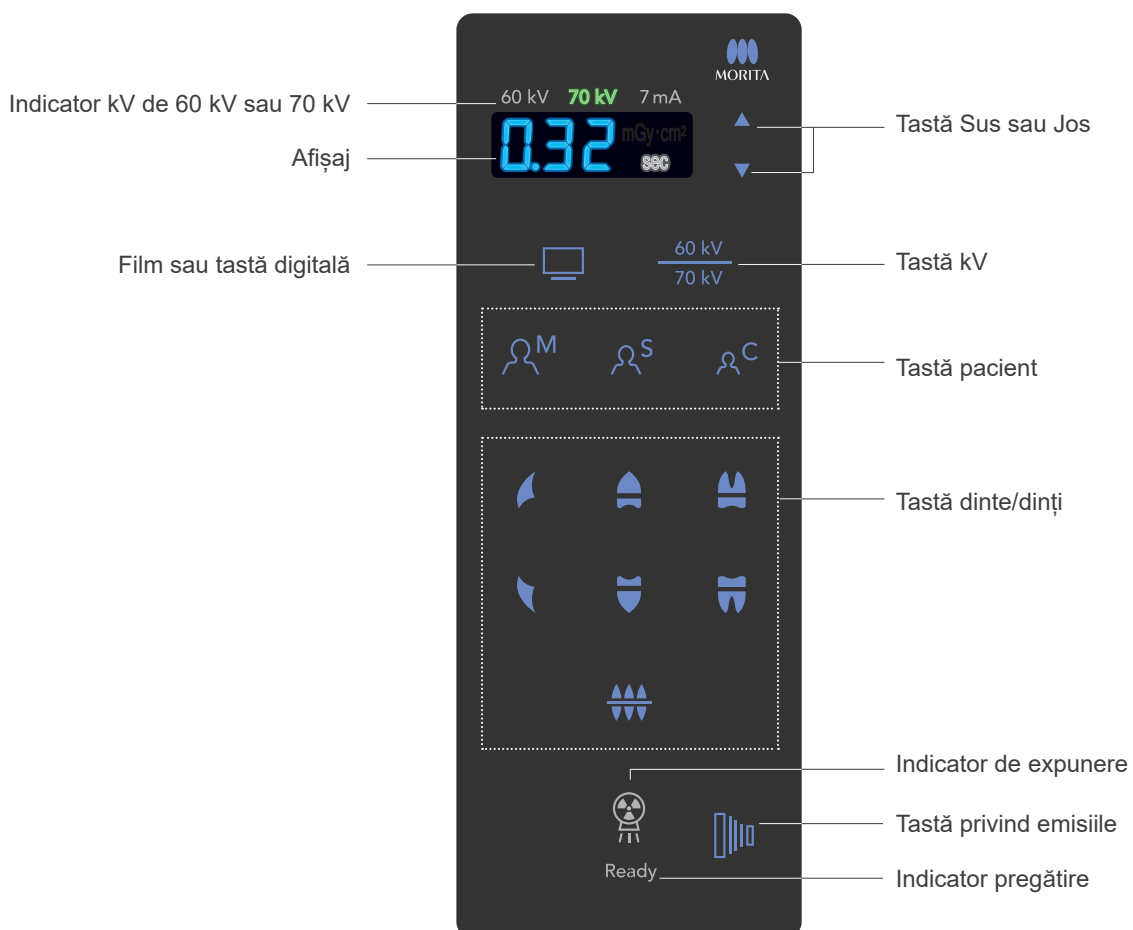 MORITA
Indicator kV de 60 kV sau 70 kV
60 kV 70 kV 7 mA
Tastă Sus sau Jos
Afișaj
0.32 mGy·cm²
sec
Film sau tastă digitală
60 kV
70 kV
Tastă kV
M S C
Tastă pacient
Tastă dinte/dinți
Indicator de expunere
Tastă privind emisiile
Ready
Indicator pregătire